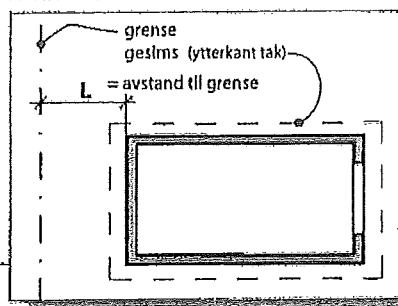 grense
gesims (ytterkant tak)
L = avstand til grense